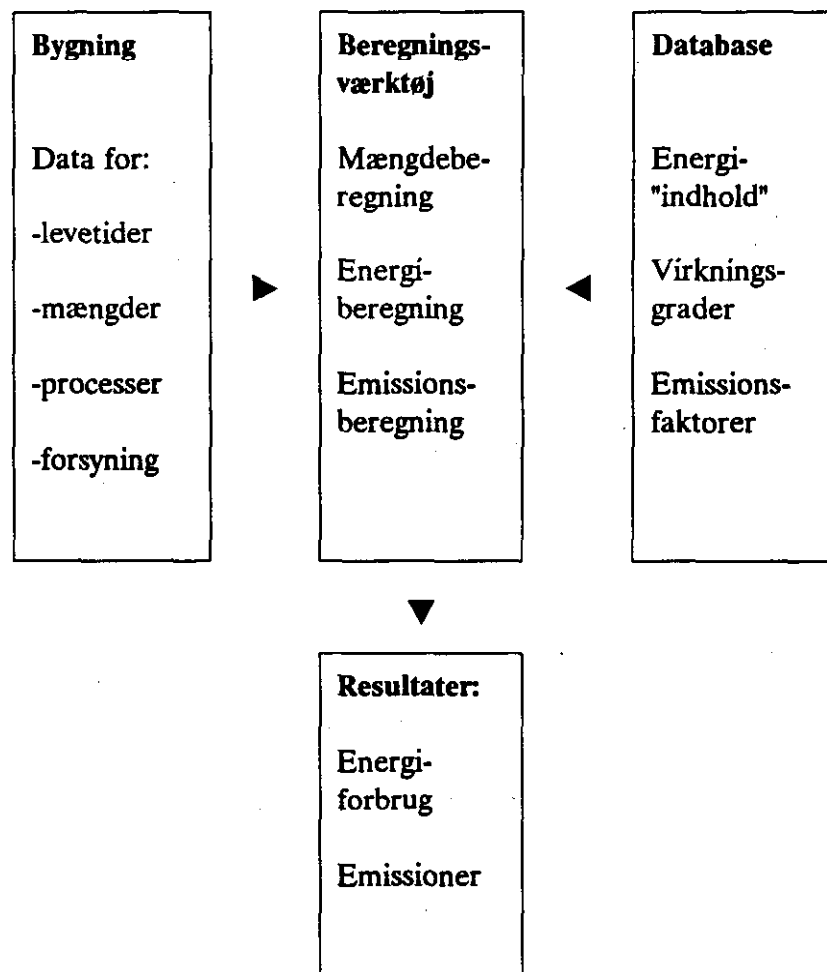 Bygning
Data for:
-levetider
-mængder
-processer
-forsyning
Beregnings-
værktøj
Mængdebe-
regning
Energi-
beregning
Emissions-
beregning
Database
Energi-
"indhold"
Virknings-
grader
Emissions-
faktorer
Resultater:
Energi-
forbrug
Emissioner